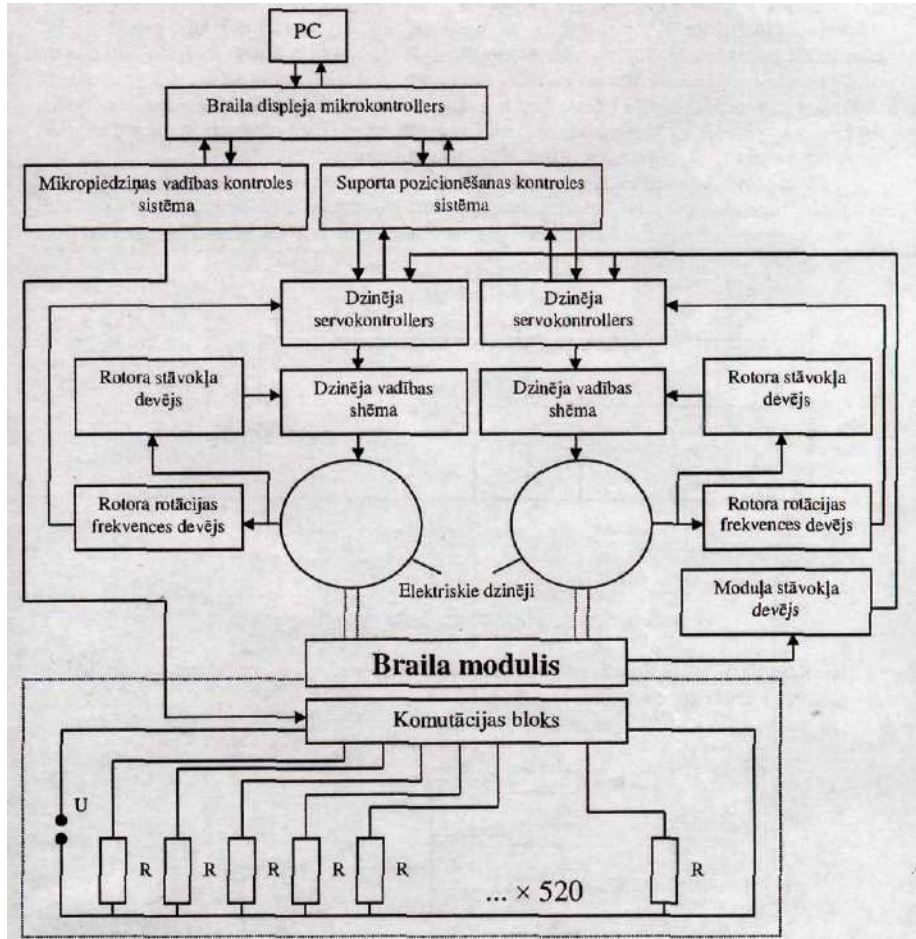 PC
Braila displeja mikrokontrollers
Mikropiedziņas vadības kontroles
sistēma
Suporta pozicionēšanas kontroles
sistēma
Dzinēja
servokontrollers
Dzinēja
servokontrollers
Rotora stāvokļa
devējs
Dzinēja vadības
shēma
Dzinēja vadības
shēma
Rotora stāvokļa
devējs
Rotora rotācijas
frekvences devējs
Rotora rotācijas
frekvences devējs
Elektriskie dzinēji
Moduļa stāvokļa
devējs
Braila modulis
Komutācijas bloks
U
R
R
R
R
R
... × 520
R